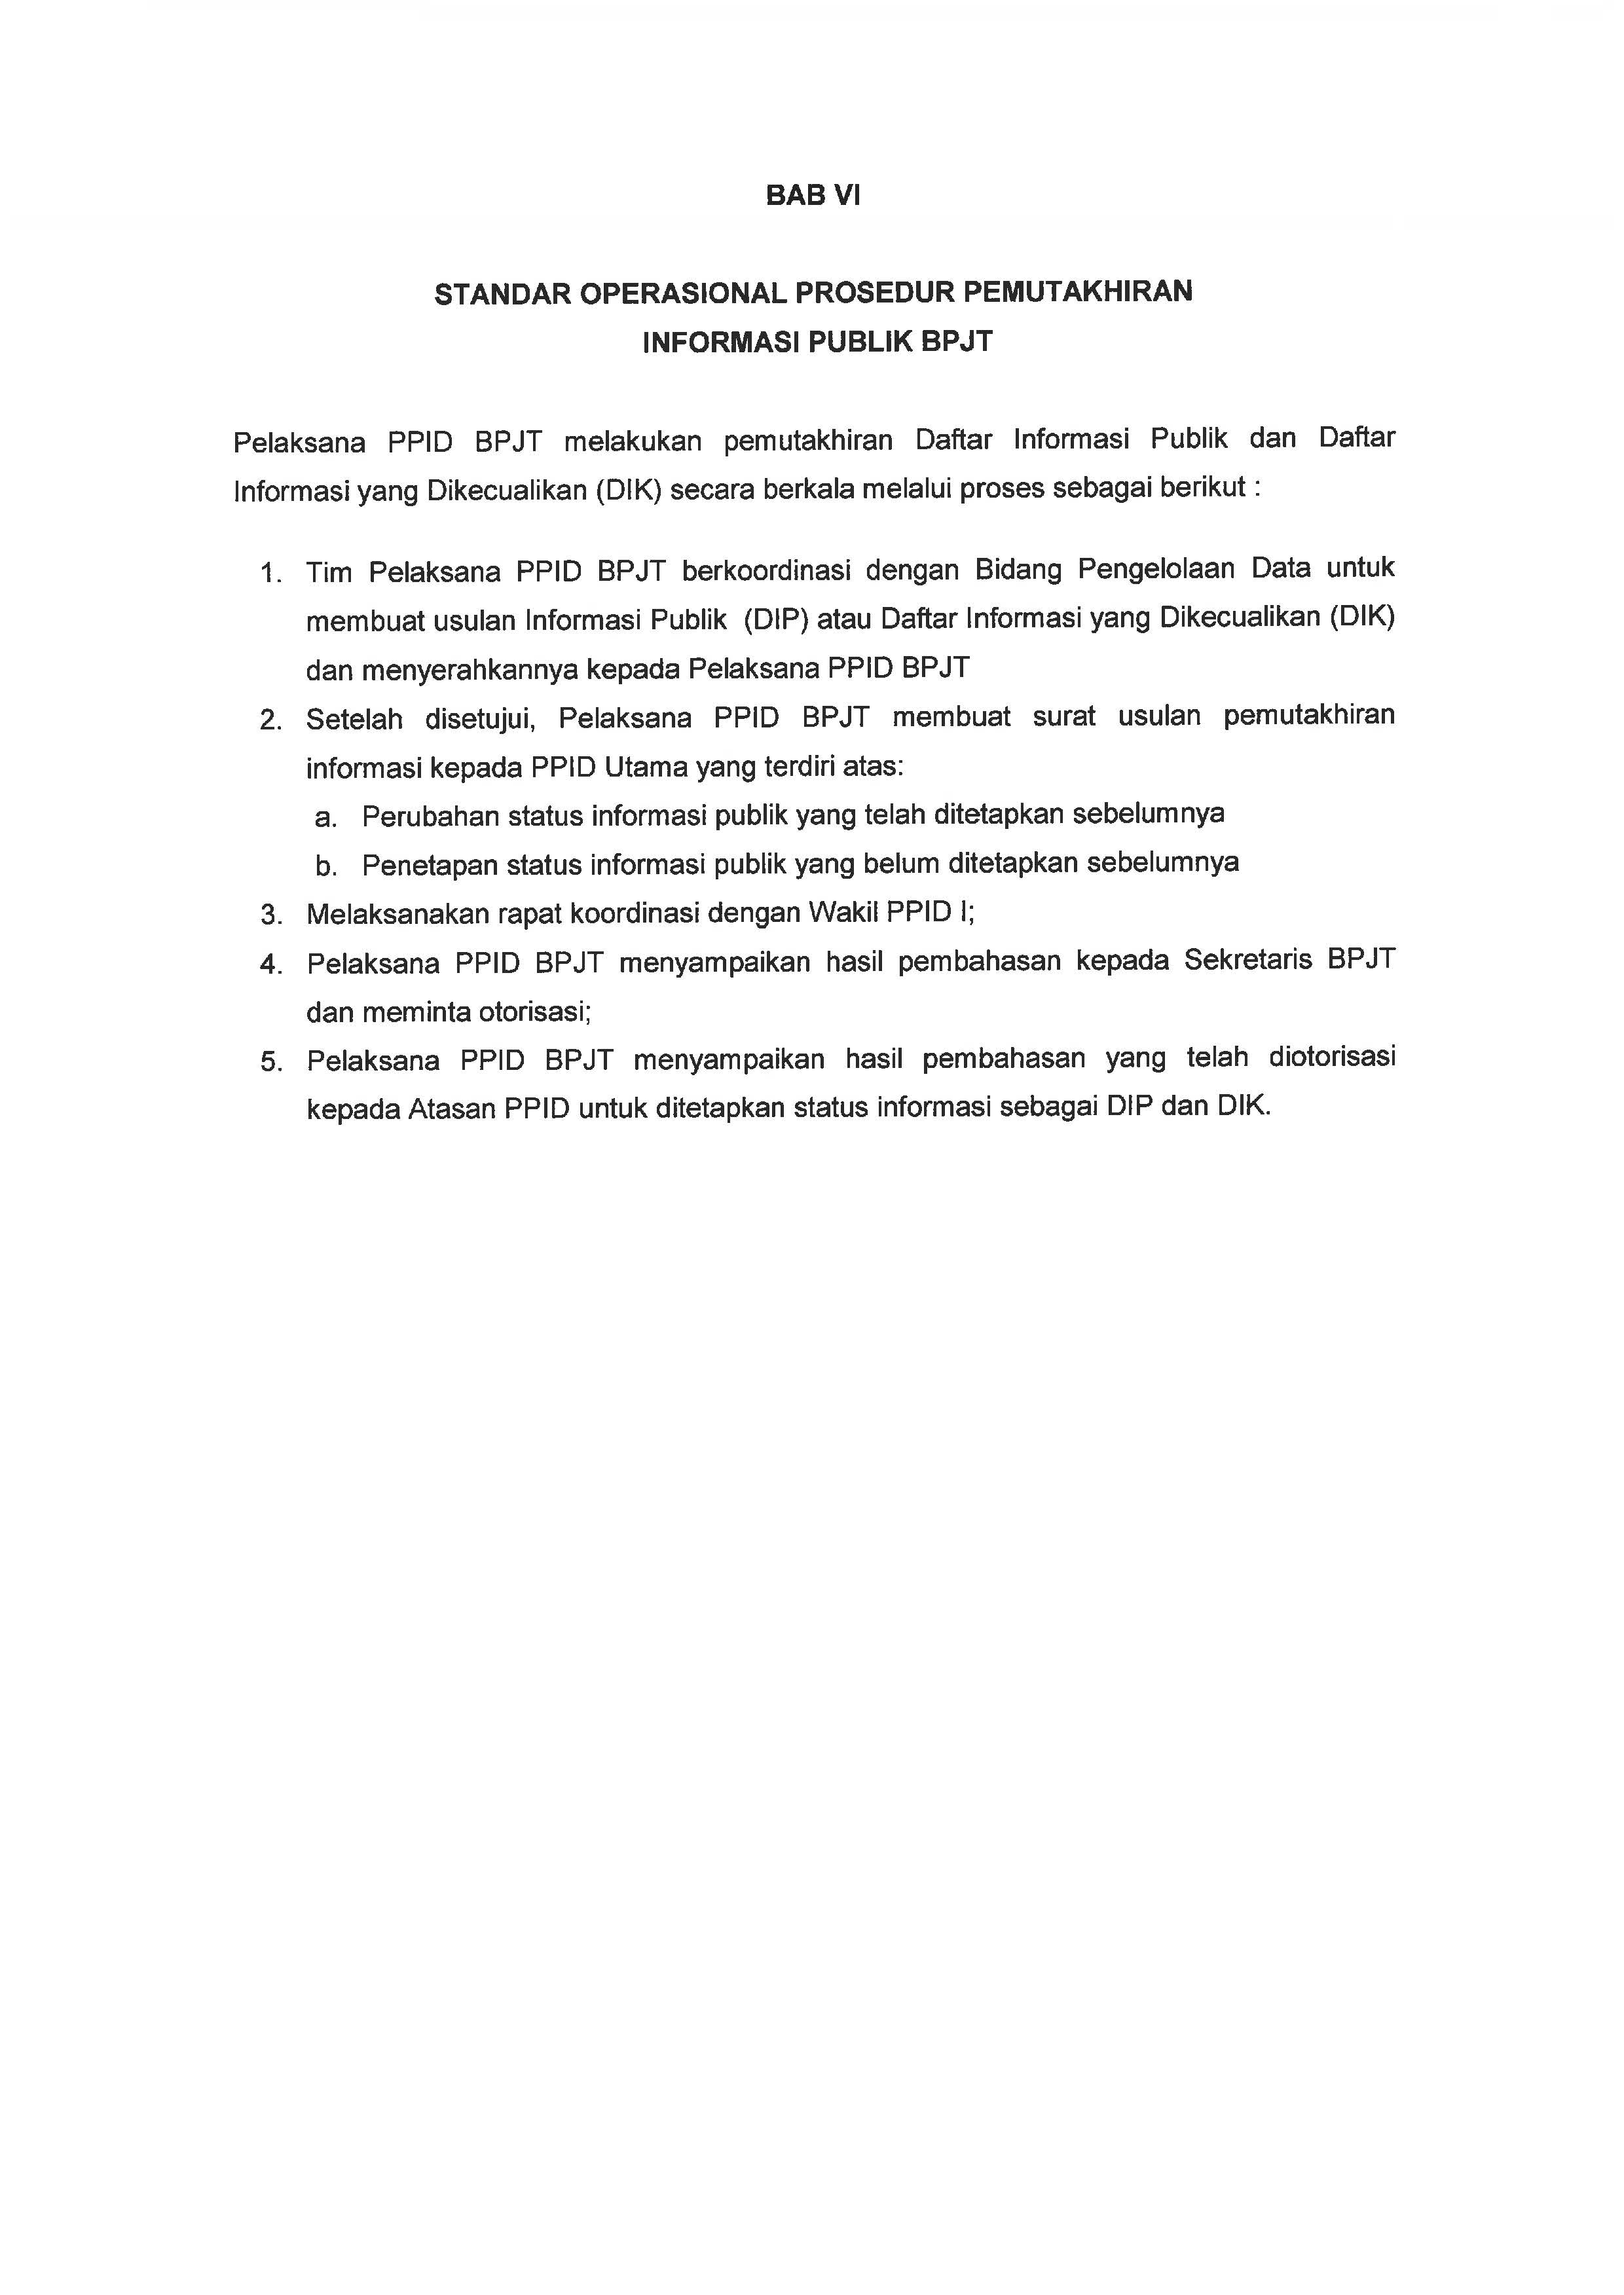 BAB VI
STANDAR OPERASIONAL PROSEDUR PEMUTAKHIRAN
INFORMASI PUBLIK BPJT
Pelaksana PPID BPJT melakukan pemutakhiran Daftar Informasi Publik dan Daftar
Informasi yang Dikecualikan (DIK) secara berkala melalui proses sebagai berikut :
1. Tim Pelaksana PPID BPJT berkoordinasi dengan Bidang Pengelolaan Data untuk
membuat usulan Informasi Publik (DIP) atau Daftar Informasi yang Dikecualikan (DIK)
dan menyerahkannya kepada Pelaksana PPID BPJT
2. Setelah disetujui, Pelaksana PPID BPJT membuat surat usulan pemutakhiran
informasi kepada PPID Utama yang terdiri atas:
a. Perubahan status informasi publik yang telah ditetapkan sebelumnya
b. Penetapan status informasi publik yang belum ditetapkan sebelumnya
3. Melaksanakan rapat koordinasi dengan Wakil PPID I;
4. Pelaksana PPID BPJT menyampaikan hasil pembahasan kepada Sekretaris BPJT
dan meminta otorisasi;
5. Pelaksana PPID BPJT menyampaikan hasil pembahasan yang telah diotorisasi
kepada Atasan PPID untuk ditetapkan status informasi sebagai DIP dan DIK.